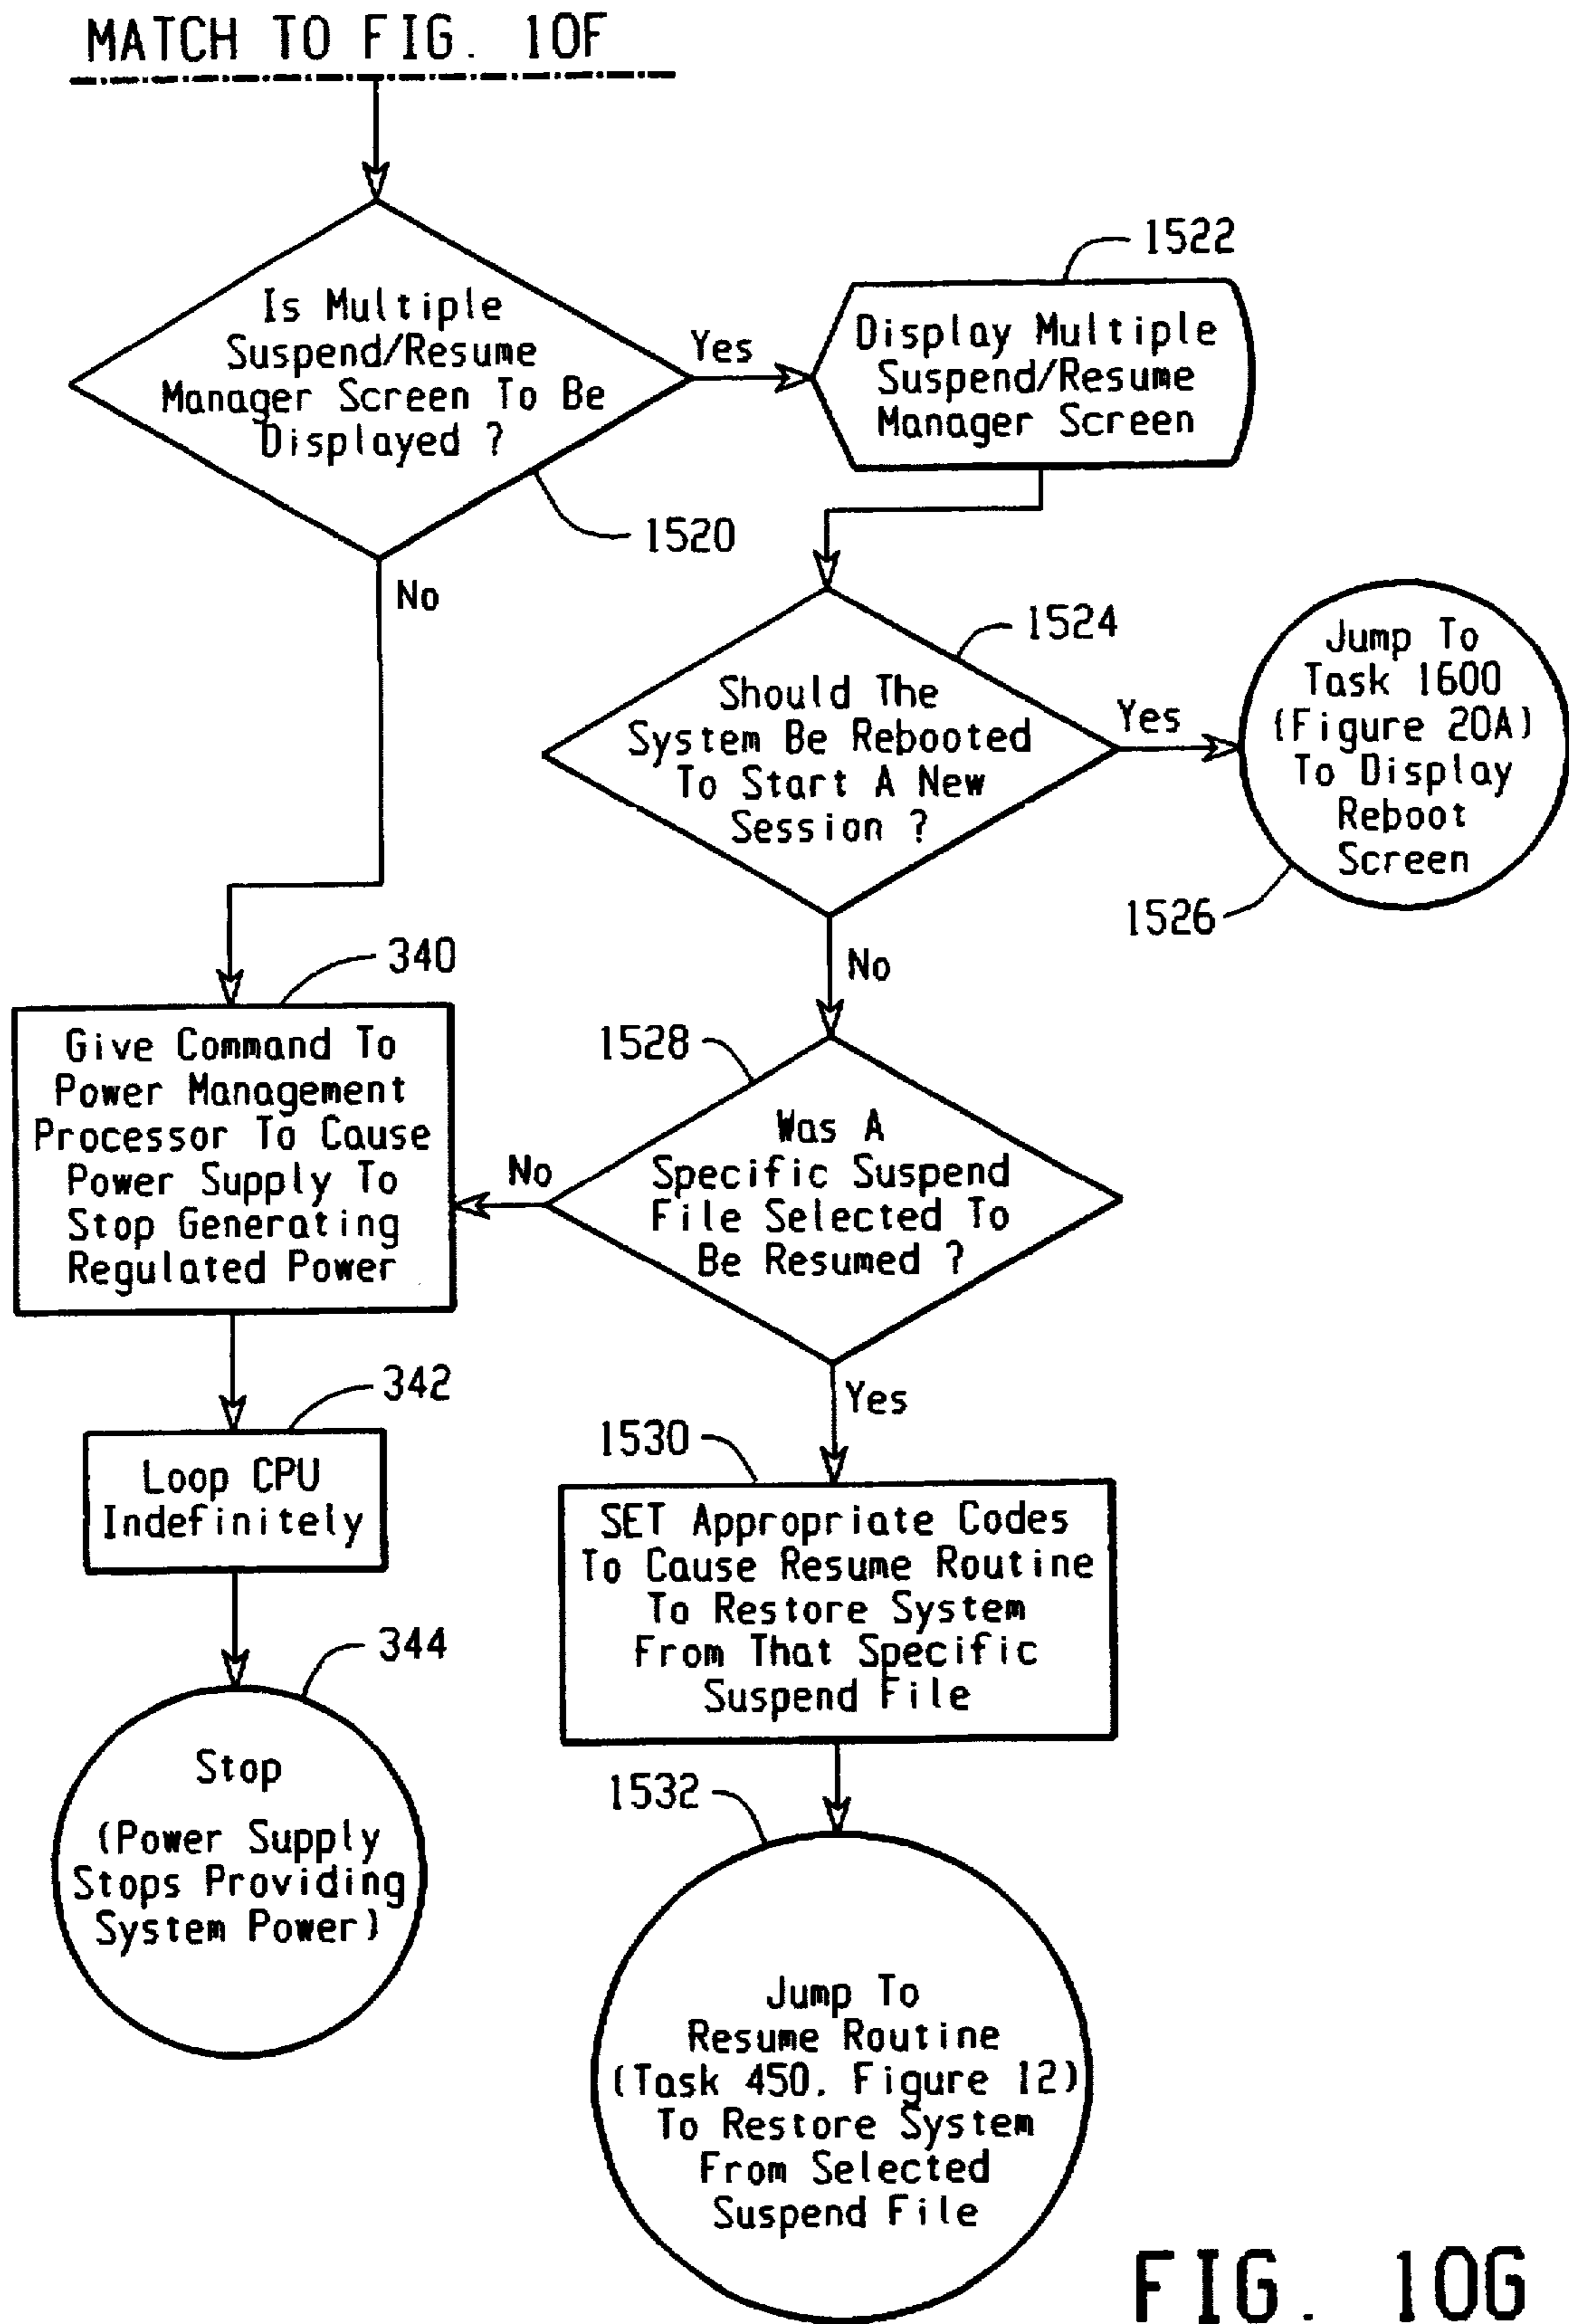 MATCH TO FIG. 10F
Is Multiple
Suspend/Resume
Manager Screen To Be
Displayed ?
1520
Yes
No
1522
Display Multiple
Suspend/Resume
Manager Screen
1524
Should The
System Be Rebooted
To Start A New
Session ?
Yes
No
Jump To
Task 1600
(Figure 20A)
To Display
Reboot
Screen
1526
340
Give Command To
Power Management
Processor To Cause
Power Supply To
Stop Generating
Regulated Power
1528
Was A
Specific Suspend
File Selected To
Be Resumed ?
No
Yes
342
Loop CPU
Indefinitely
1530
SET Appropriate Codes
To Cause Resume Routine
To Restore System
From That Specific
Suspend File
344
Stop
(Power Supply
Stops Providing
System Power)
1532
Jump To
Resume Routine
(Task 450. Figure 12)
To Restore System
From Selected
Suspend File
FIG. 10G